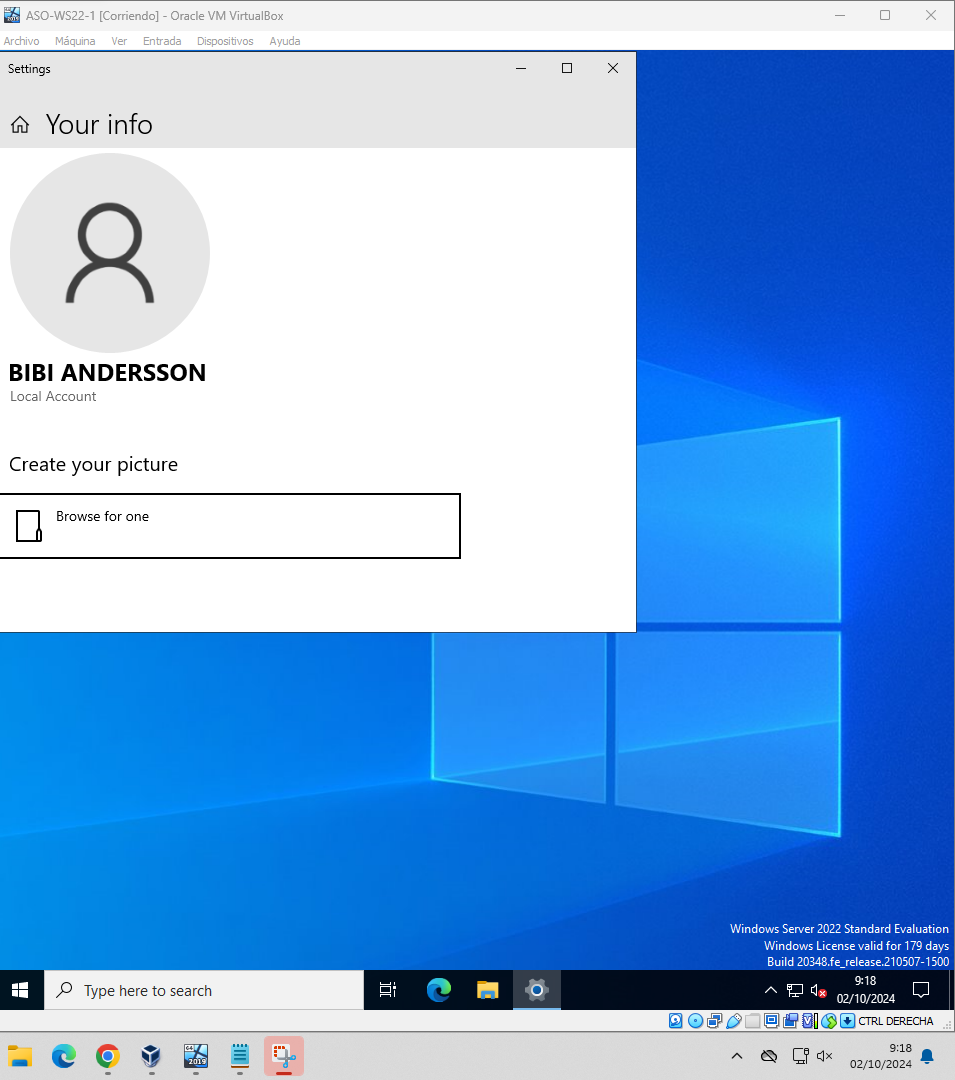 ASO-WS22-1 [Corriendo] - Oracle VM VirtualBox
Archivo Máquina Ver Entrada Dispositivos Ayuda
Settings
Your info
BIBI ANDERSSON
Local Account
Create your picture
Browse for one
Windows Server 2022 Standard Evaluation
Windows License valid for 179 days
Build 20348.fe_release.210507-1500
Type here to search
9:18
02/10/2024
CTRL DERECHA
64
2019
9:18
02/10/2024